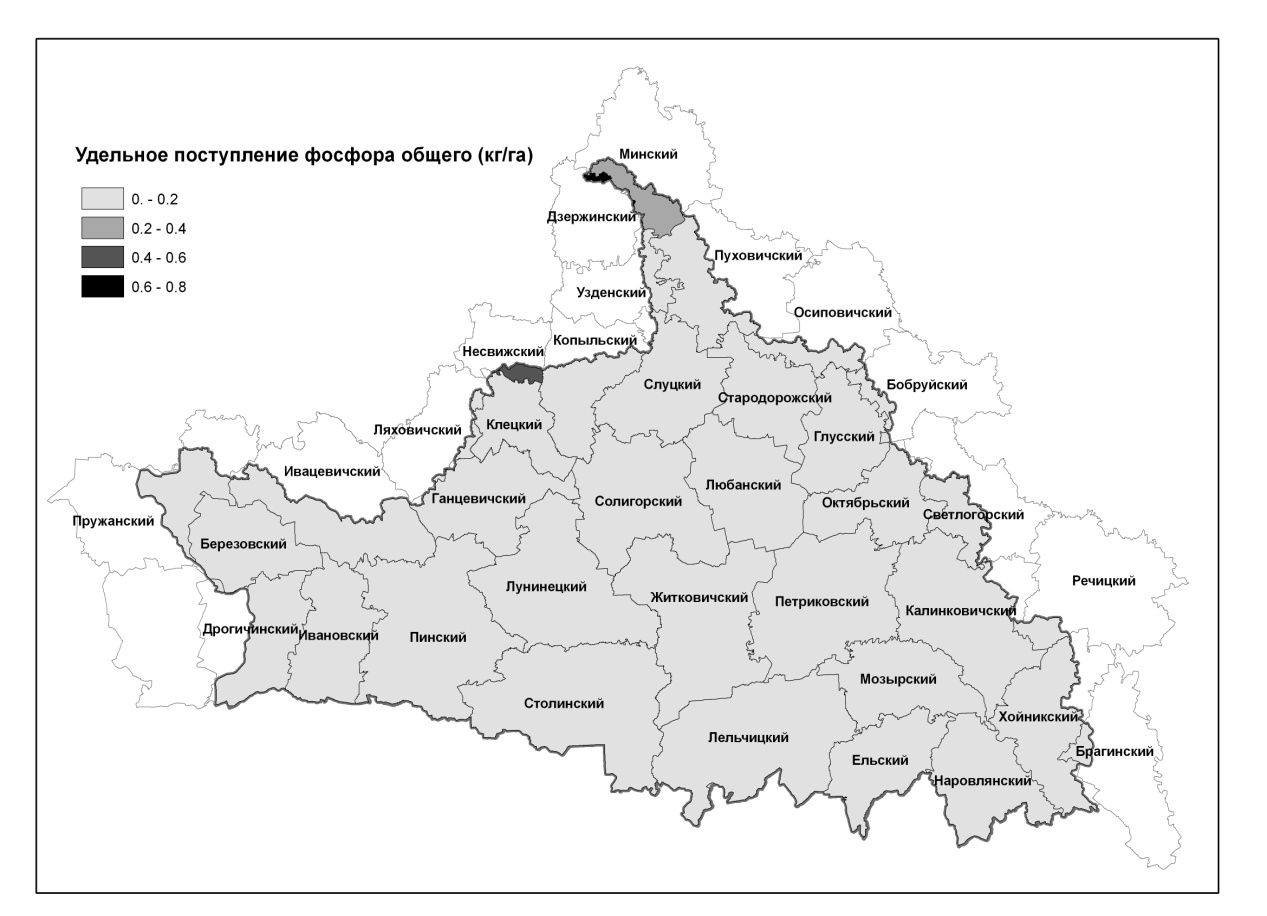 Минский
Удельное поступление фосфора общего (кг/га)
0. - 0.2
0.2 - 0.4
0.4 - 0.6
0.6 - 0.8
Дзержинский
Пуховичский
Узденский
Осиповичский
Копыльский
Несвижский
Слуцкий
Бобруйский
Стародорожский
Клецкий
Ляховичский
Глусский
Ивацевичский
Любанский
Ганцевичский
Солигорский
Октябрьский
Светлогорский
Пружанский
Березовский
Речицкий
Лунинецкий
Житковичский
Петриковский
Калинковичский
Дрогичинский
Ивановский
Пинский
Мозырский
Столинский
Хойникский
Лельчицкий
Брагинский
Ельский
Наровлянский